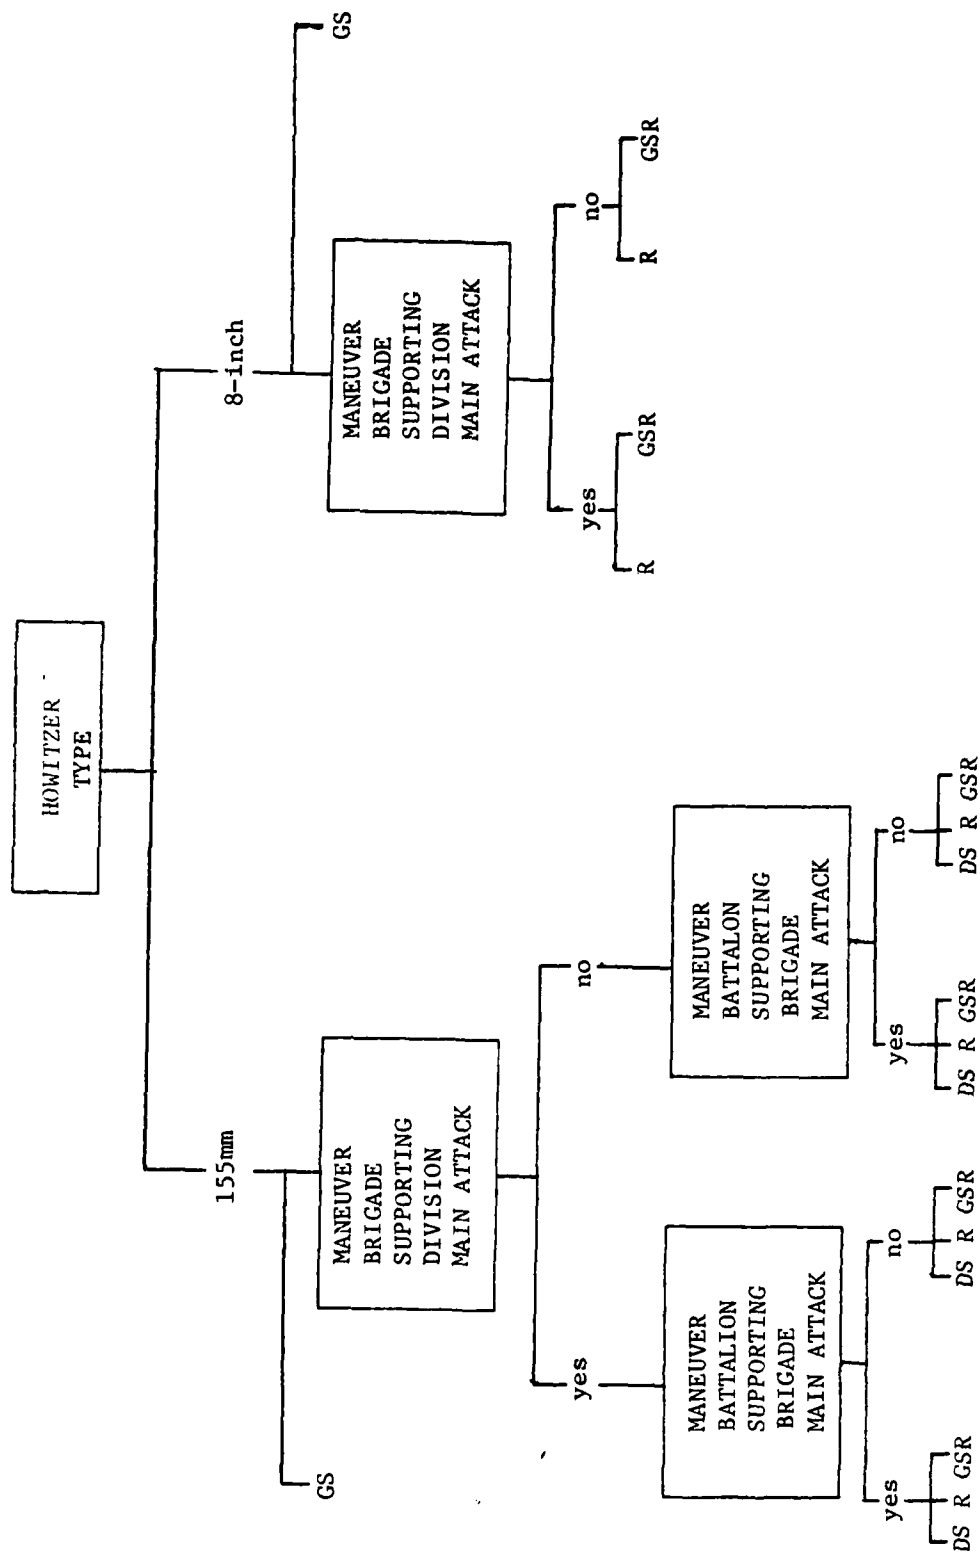 HOWITZER
TYPE
155mm
8-inch
GS
MANEUVER
BRIGADE
SUPPORTING
DIVISION
MAIN ATTACK
MANEUVER
BRIGADE
SUPPORTING
DIVISION
MAIN ATTACK
GS
yes
no
yes
no
R
GSR
R
GSR
MANEUVER
BATTALION
SUPPORTING
BRIGADE
MAIN ATTACK
MANEUVER
BATTALON
SUPPORTING
BRIGADE
MAIN ATTACK
yes
no
yes
no
DS R GSR
DS R GSR
DS R GSR
DS R GSR